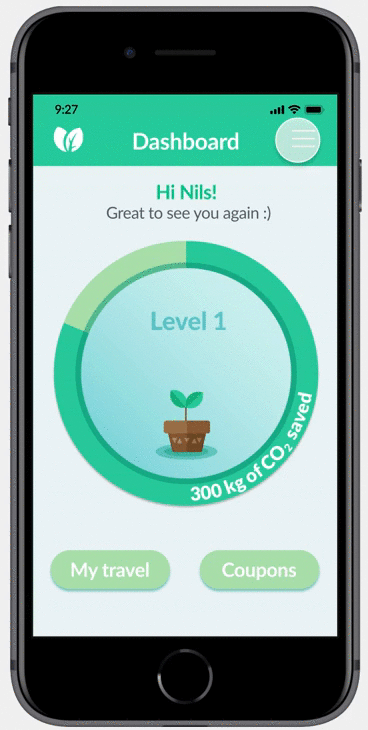 9:27
Dashboard
Hi Nils!
Great to see you again :)
Level 1
300 kg of CO₂ saved
My travel
Coupons